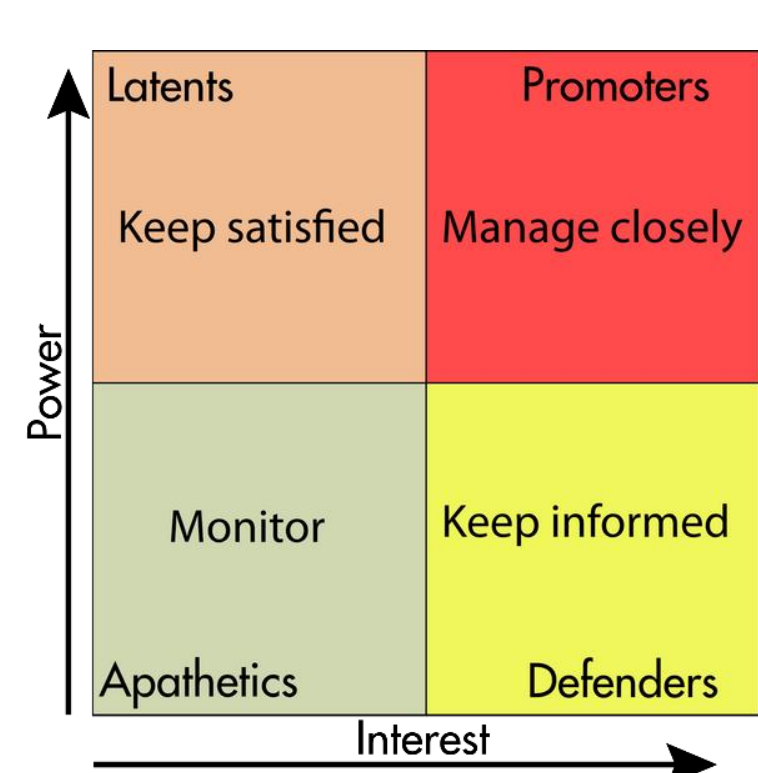 Latents
Promoters
Keep satisfied
Manage closely
Power
Monitor
Keep informed
Apathetics
Defenders
Interest